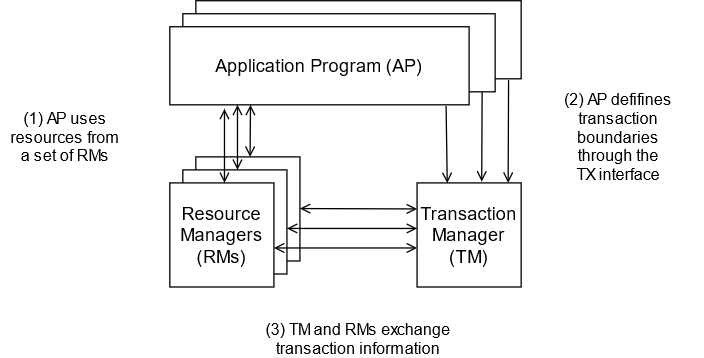 Application Program (AP)
(1) AP uses
resources from
a set of RMs
(2) AP defifines
transaction
boundaries
through the
TX interface
Resource
Managers
(RMs)
Transaction
Manager
(TM)
(3) TM and RMs exchange
transaction information